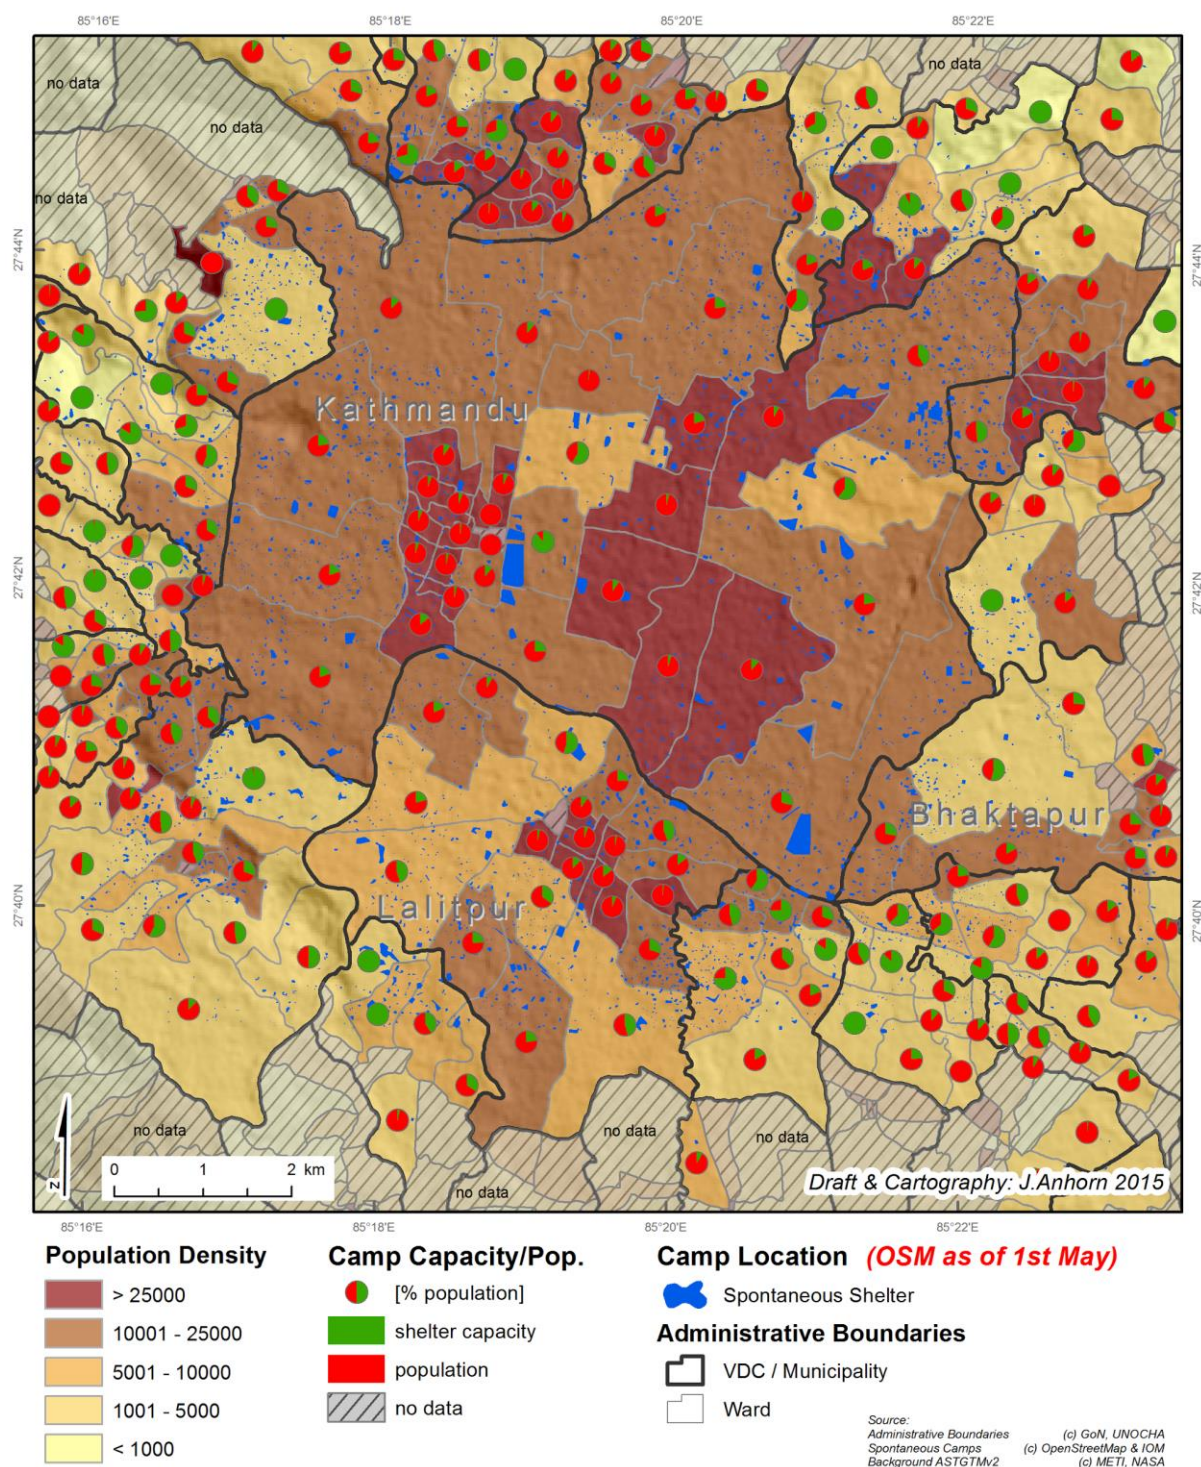 85°16'E 85°18'E 85°20'E 85°22'E
no data
no data
no data
no data
27°44'N
27°44'N
Kathmandu
27°42'N
27°42'N
Bhaktapur
Lalitpur
27°40'N
27°40'N
no data
no data
no data
no data
N
0 1 2 km
Draft & Cartography: J.Anhorn 2015
85°16'E 85°18'E 85°20'E 85°22'E
Population Density
> 25000
10001 - 25000
5001 - 10000
1001 - 5000
< 1000
Camp Capacity/Pop.
[% population]
shelter capacity
population
no data
Camp Location (OSM as of 1st May)
Spontaneous Shelter
Administrative Boundaries
VDC / Municipality
Ward
Source:
Administrative Boundaries (c) GoN, UNOCHA
Spontaneous Camps (c) OpenStreetMap & IOM
Background ASTGTMv2 (c) METI, NASA